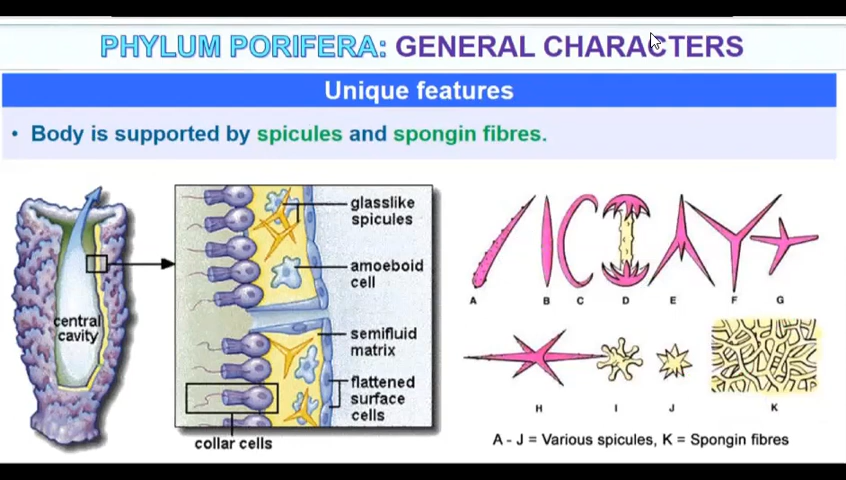 PHYLUM PORIFERA: GENERAL CHARACTERS
Unique features
• Body is supported by spicules and spongin fibres.
central
cavity
glasslike
spicules
amoeboid
cell
semifluid
matrix
flattened
surface
cells
collar cells
A B C D E F G
H I J K
A - J = Various spicules, K = Spongin fibres